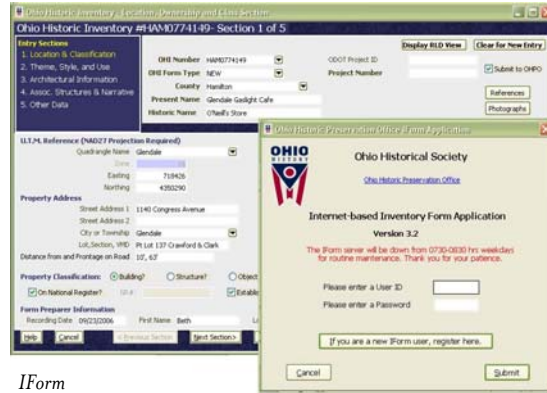 Ohio Historic Inventory - Location, Ownership and Class Section
Ohio Historic Inventory #HAM0774149- Section 1 of 5
Entry Sections
1. Location & Classification
2. Theme, Style, and Use
3. Architectural Information
4. Assoc. Structures & Narrative
5. Other Data
Display RLD View
Clear for New Entry
OHI Number HAM0774149
ODOT Project ID
OHI Form Type NEW
Project Number
Submit to OHPO
County Hamilton
Present Name Glendale Gaslight Cafe
Historic Name O'Neill's Store
References
Photographs
U.T.M. Reference (NAD27 Projection Required)
Quadrangle Name Glendale
Zone 16
Easting 718426
Northing 4350290
Property Address
Street Address 1 1140 Congress Avenue
Street Address 2
City or Township Glendale
Lot,Section, VMD Pt Lot 137 Crawford & Clark
Distance from and Frontage on Road 10', 63'
Property Classification: Building? Structure? Object
On National Register? Establis
Form Preparer Information
Recording Date 09/23/2006 First Name Beth
Help Cancel < Previous Section Next Section>
Ohio Historic Preservation Office IForm Application
OHIO
HISTORY
Ohio Historical Society
Ohio Historic Preservation Office
Internet-based Inventory Form Application
Version 3.2
The IForm server will be down from 0730-0830 hrs weekdays
for routine maintenance. Thank you for your patience.
Please enter a User ID
Please enter a Password
If you are a new IForm user, register here.
Cancel
Submit
IForm